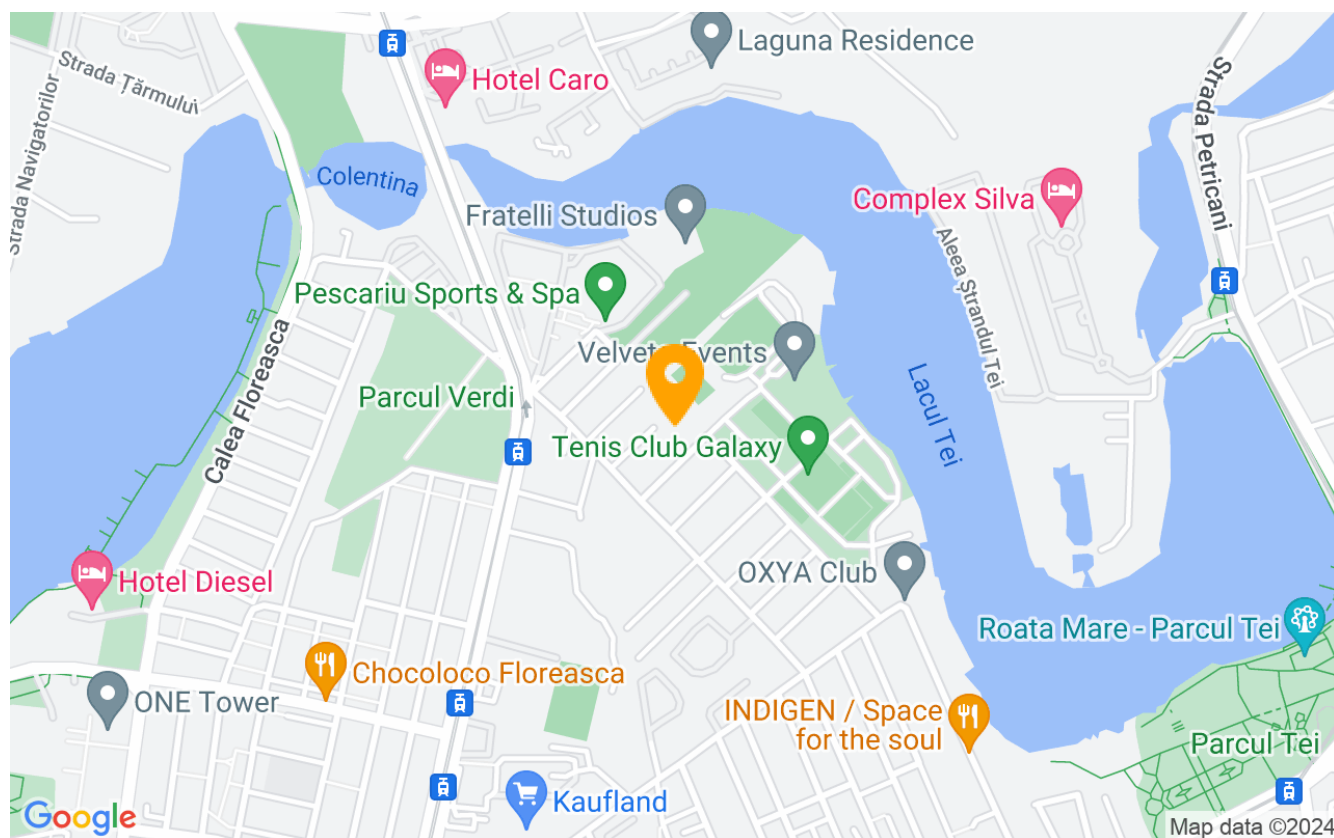 Laguna Residence
Strada Țărmului
Hotel Caro
Strada Navigatorilor
Strada Petricani
Colentina
Complex Silva
Fratelli Studios
Aleea Ștrandul Tei
Pescariu Sports & Spa
Calea Floreasca
Events
Parcul Verdi
Lacul Tei
Tenis Club Galaxy
Hotel Diesel
OXYA Club
Roata Mare - Parcul Tei
Chocoloco Floreasca
ONE Tower
INDIGEN / Space
for the soul
Parcul Tei
Kaufland
Google
Map data ©2024